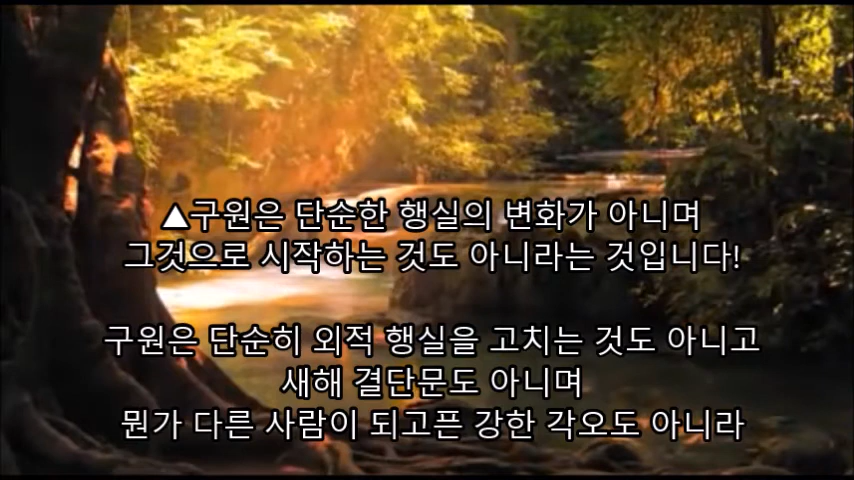 ▲구원은 단순한 행실의 변화가 아니며
그것으로 시작하는 것도 아니라는 것입니다!
구원은 단순히 외적 행실을 고치는 것도 아니고
새해 결단문도 아니며
뭔가 다른 사람이 되고픈 강한 각오도 아니라